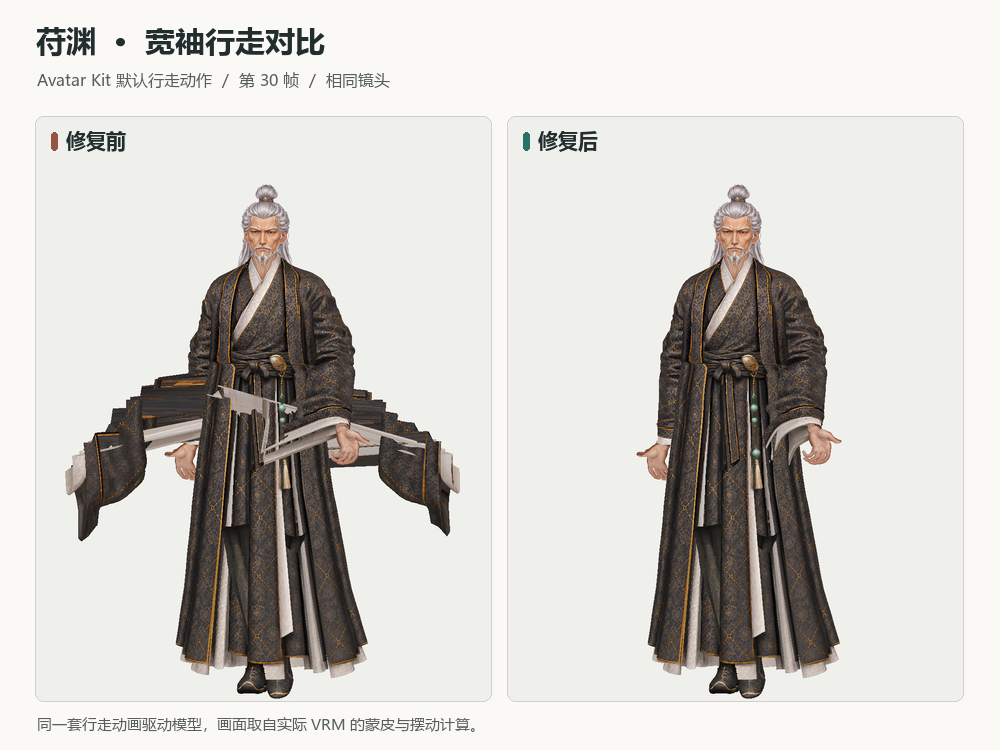 苻渊 • 宽袖行走对比
Avatar Kit 默认行走动作 / 第 30 帧 / 相同镜头
修复前
修复后
同一套行走动画驱动模型，画面取自实际 VRM 的蒙皮与摆动计算。